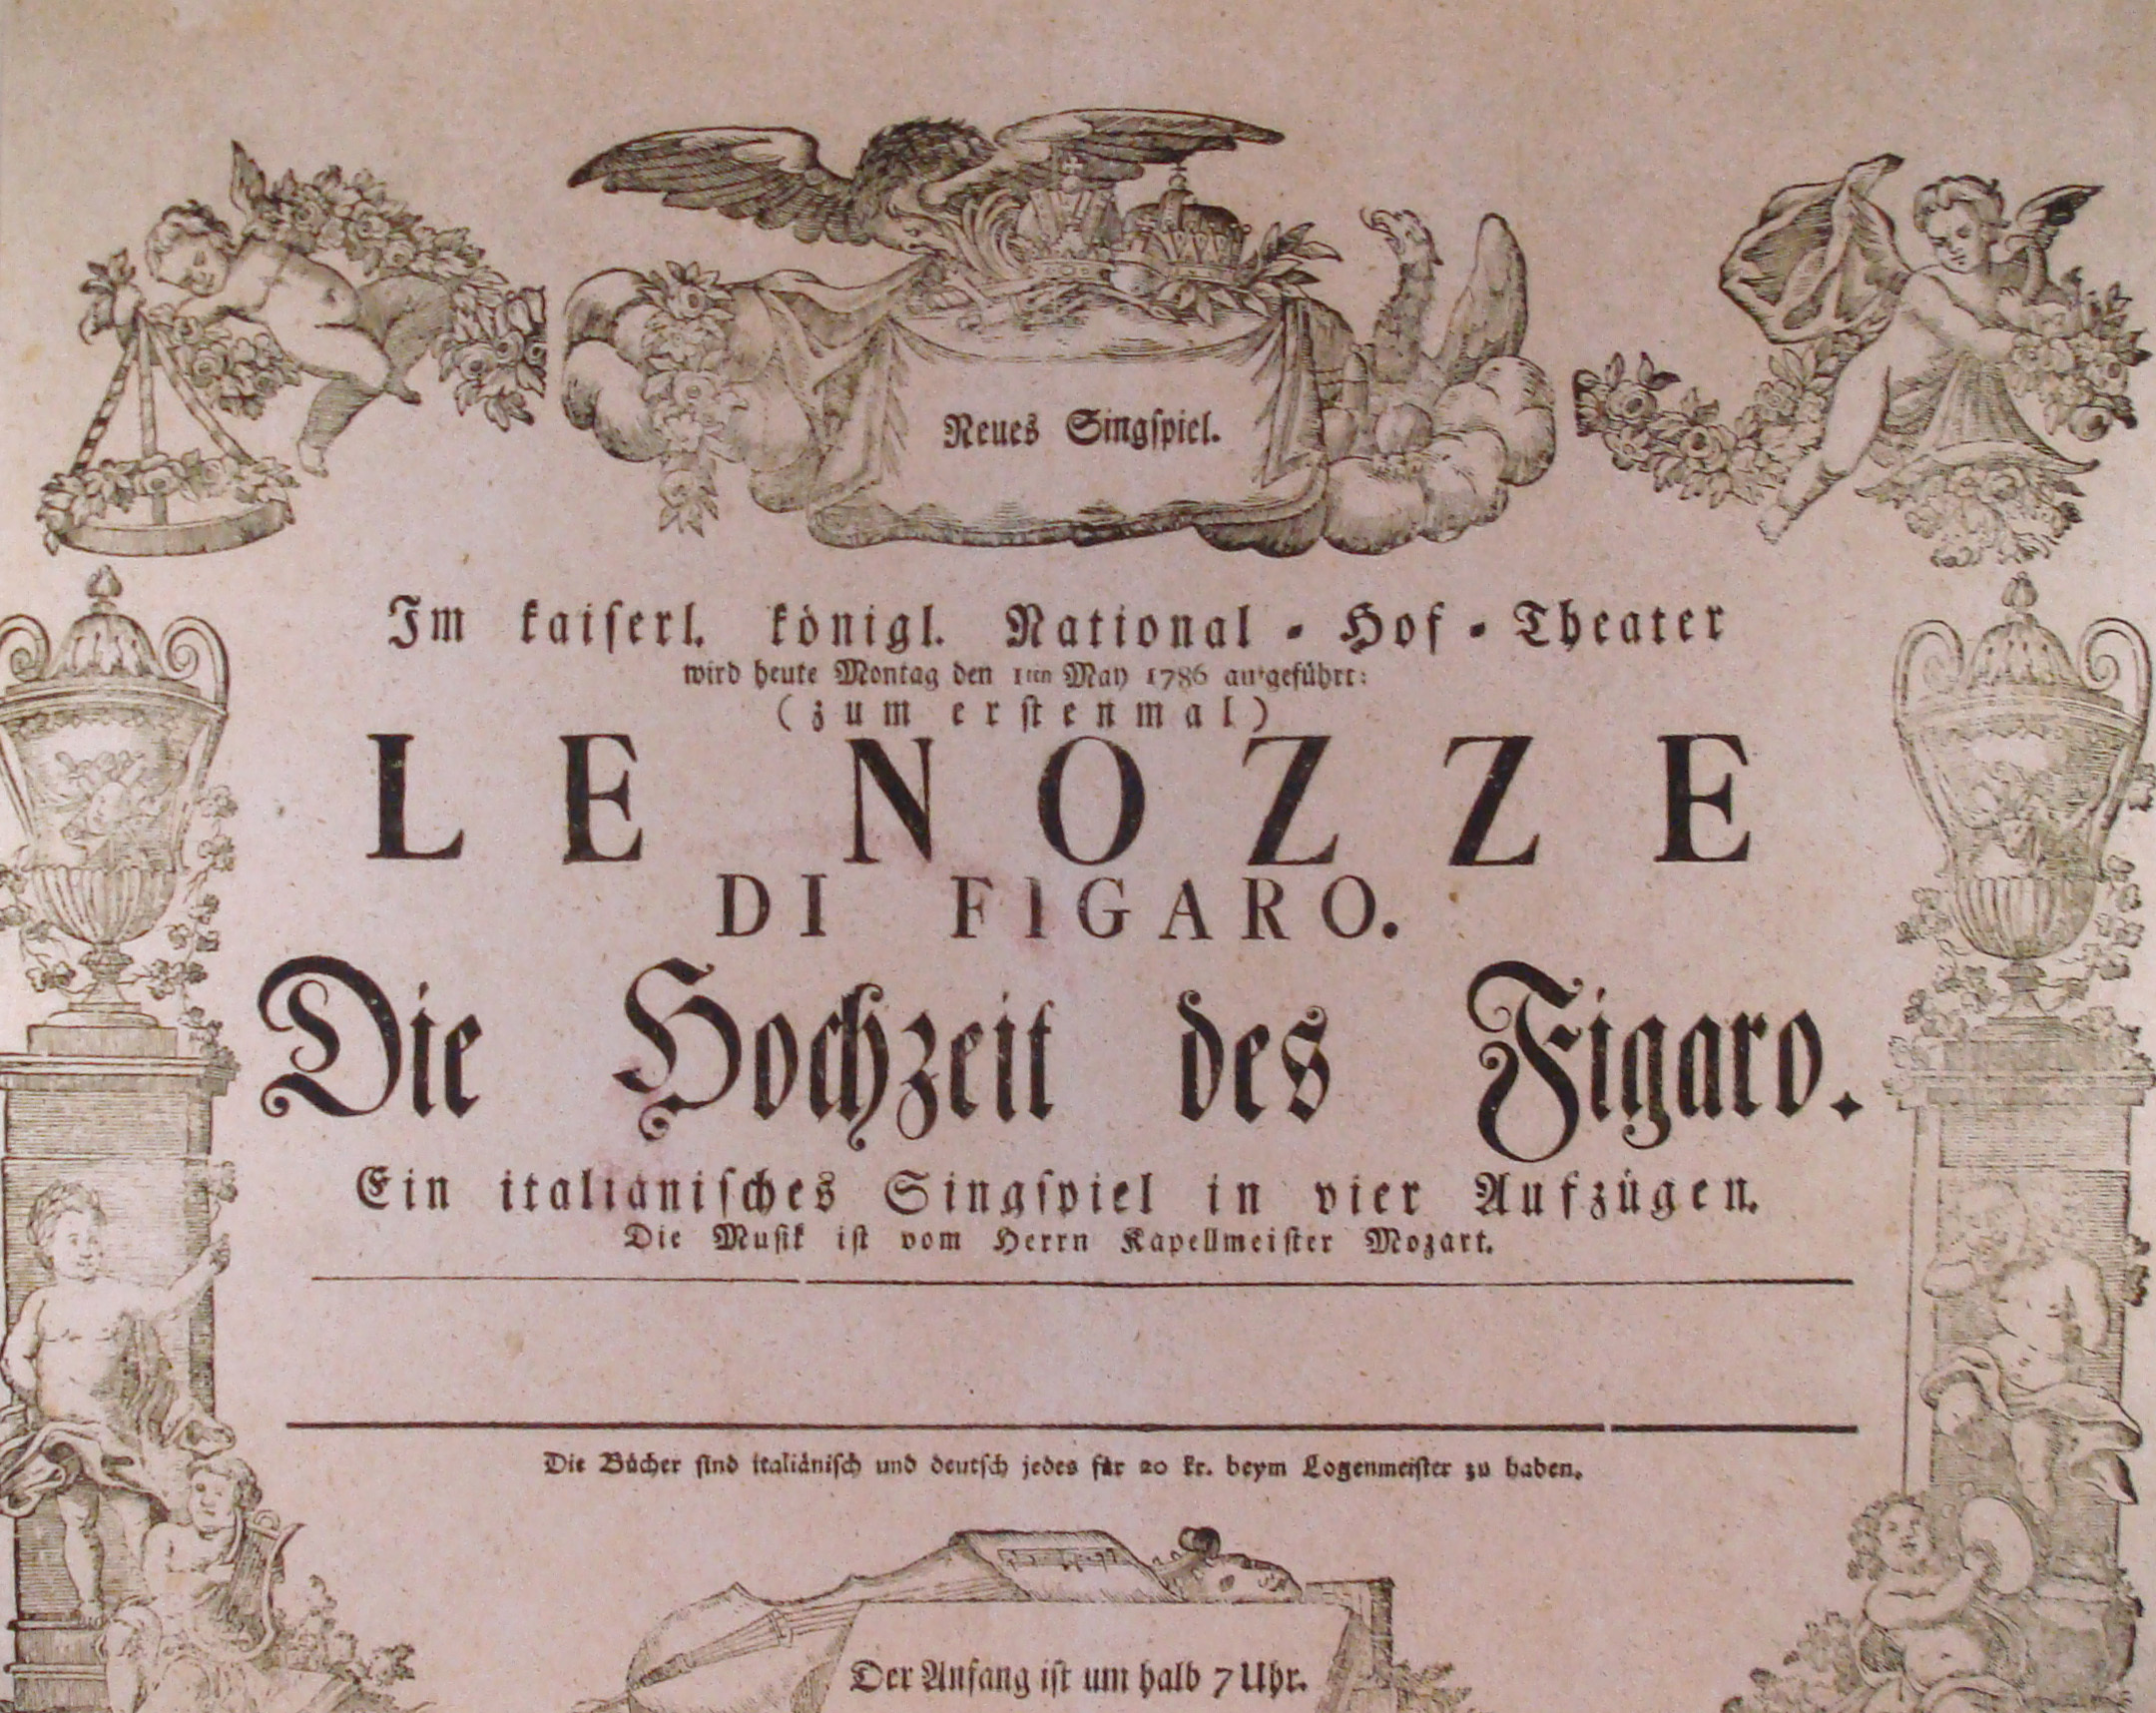 Neues Singſpiel.
Im kaiſerl. königl. National-Hof-Theater
wird heute Montag den 1ten May 1786 aufgeführt:
(zum erſtenmal)
LE NOZZE
DI FIGARO.
Die Hochzeit des Figaro.
Ein italiäniſches Singſpiel in vier Aufzügen.
Die Muſik iſt vom Herrn Kapellmeiſter Mozart.
Die Bücher ſind italiäniſch und deutſch jedes für 20 kr. beym Logenmeiſter zu haben.
Der Anfang iſt um halb 7 Uhr.